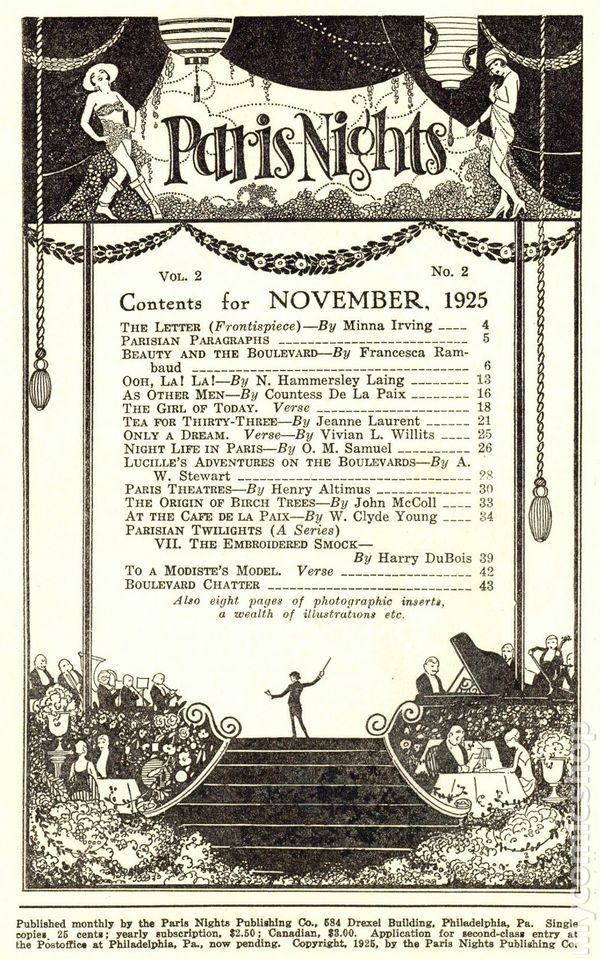 Paris Nights
VOL. 2 No. 2
Contents for NOVEMBER, 1925
THE LETTER (Frontispiece)—By Minna Irving ---- 4
PARISIAN PARAGRAPHS ---- 5
BEAUTY AND THE BOULEVARD—By Francesca Ram-
baud ---- 6
OOH, LA! LA!—By N. Hammersley Laing ---- 13
AS OTHER MEN—By Countess De La Paix ---- 16
THE GIRL OF TODAY. Verse ---- 18
TEA FOR THIRTY-THREE—By Jeanne Laurent ---- 21
ONLY A DREAM. Verse—By Vivian L. Willits ---- 25
NIGHT LIFE IN PARIS—By O. M. Samuel ---- 26
LUCILLE'S ADVENTURES ON THE BOULEVARDS—By A.
W. Stewart ---- 28
PARIS THEATRES—By Henry Altimus ---- 30
THE ORIGIN OF BIRCH TREES—By John McColl ---- 33
AT THE CAFE DE LA PAIX—By W. Clyde Young ---- 34
PARISIAN TWILIGHTS (A Series)
VII. THE EMBROIDERED SMOCK—
By Harry DuBois 39
TO A MODISTE'S MODEL. Verse ---- 42
BOULEVARD CHATTER ---- 43
Also eight pages of photographic inserts,
a wealth of illustrations etc.
Published monthly by the Paris Nights Publishing Co., 584 Drexel Building, Philadelphia, Pa. Single
copies, 25 cents; yearly subscription, $2.50; Canadian, $3.00. Application for second-class entry at
the Postoffice at Philadelphia, Pa., now pending. Copyright, 1925, by the Paris Nights Publishing Co.
mycomicshop